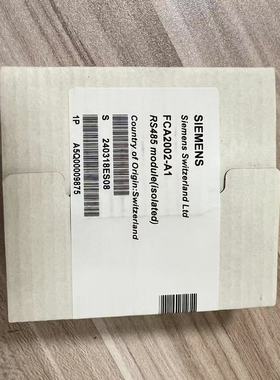 SIEMENS
Siemens Switzerland Ltd
FCA2002-A1
RS485 module(isolated)
Country of Origin:Switzerland
S 240318ES08
1P A5Q00009875